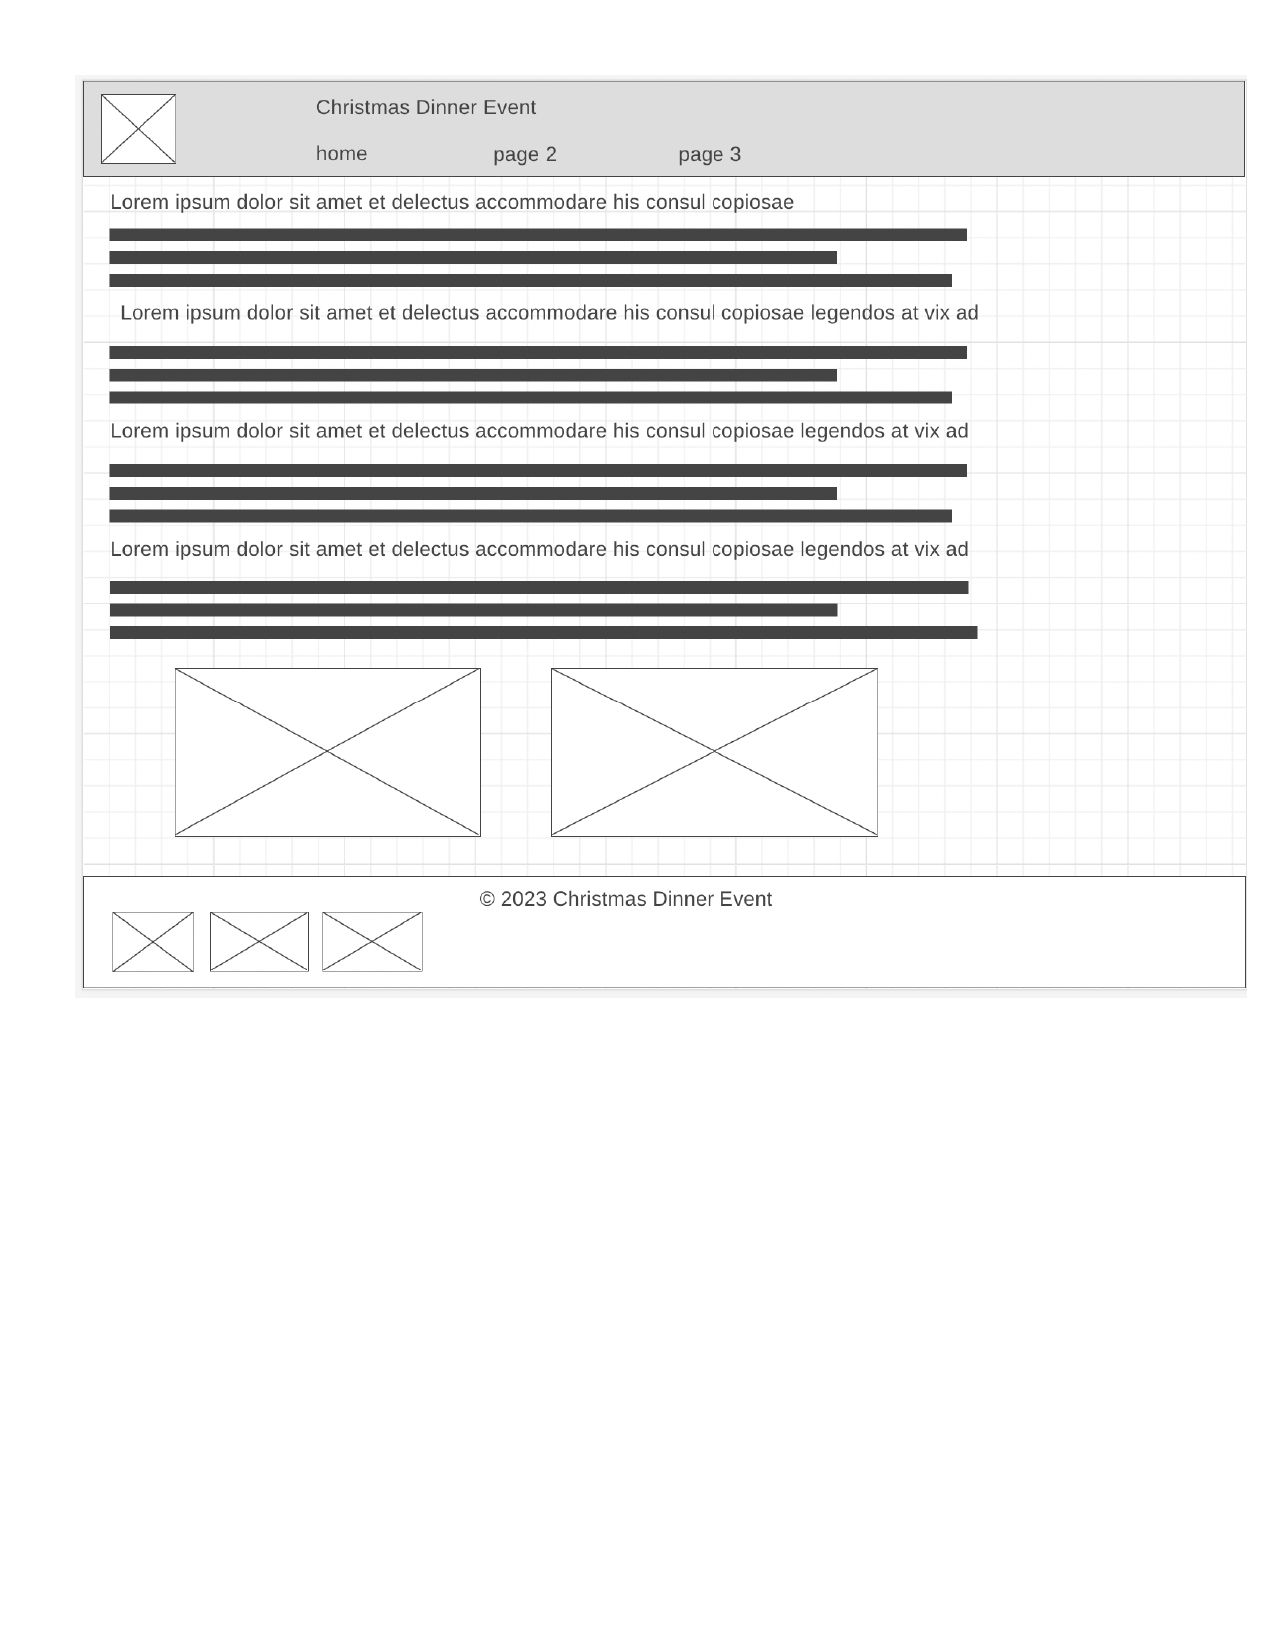 Christmas Dinner Event
home page 2 page 3
Lorem ipsum dolor sit amet et delectus accommodare his consul copiosae
Lorem ipsum dolor sit amet et delectus accommodare his consul copiosae legendos at vix ad
Lorem ipsum dolor sit amet et delectus accommodare his consul copiosae legendos at vix ad
Lorem ipsum dolor sit amet et delectus accommodare his consul copiosae legendos at vix ad
© 2023 Christmas Dinner Event